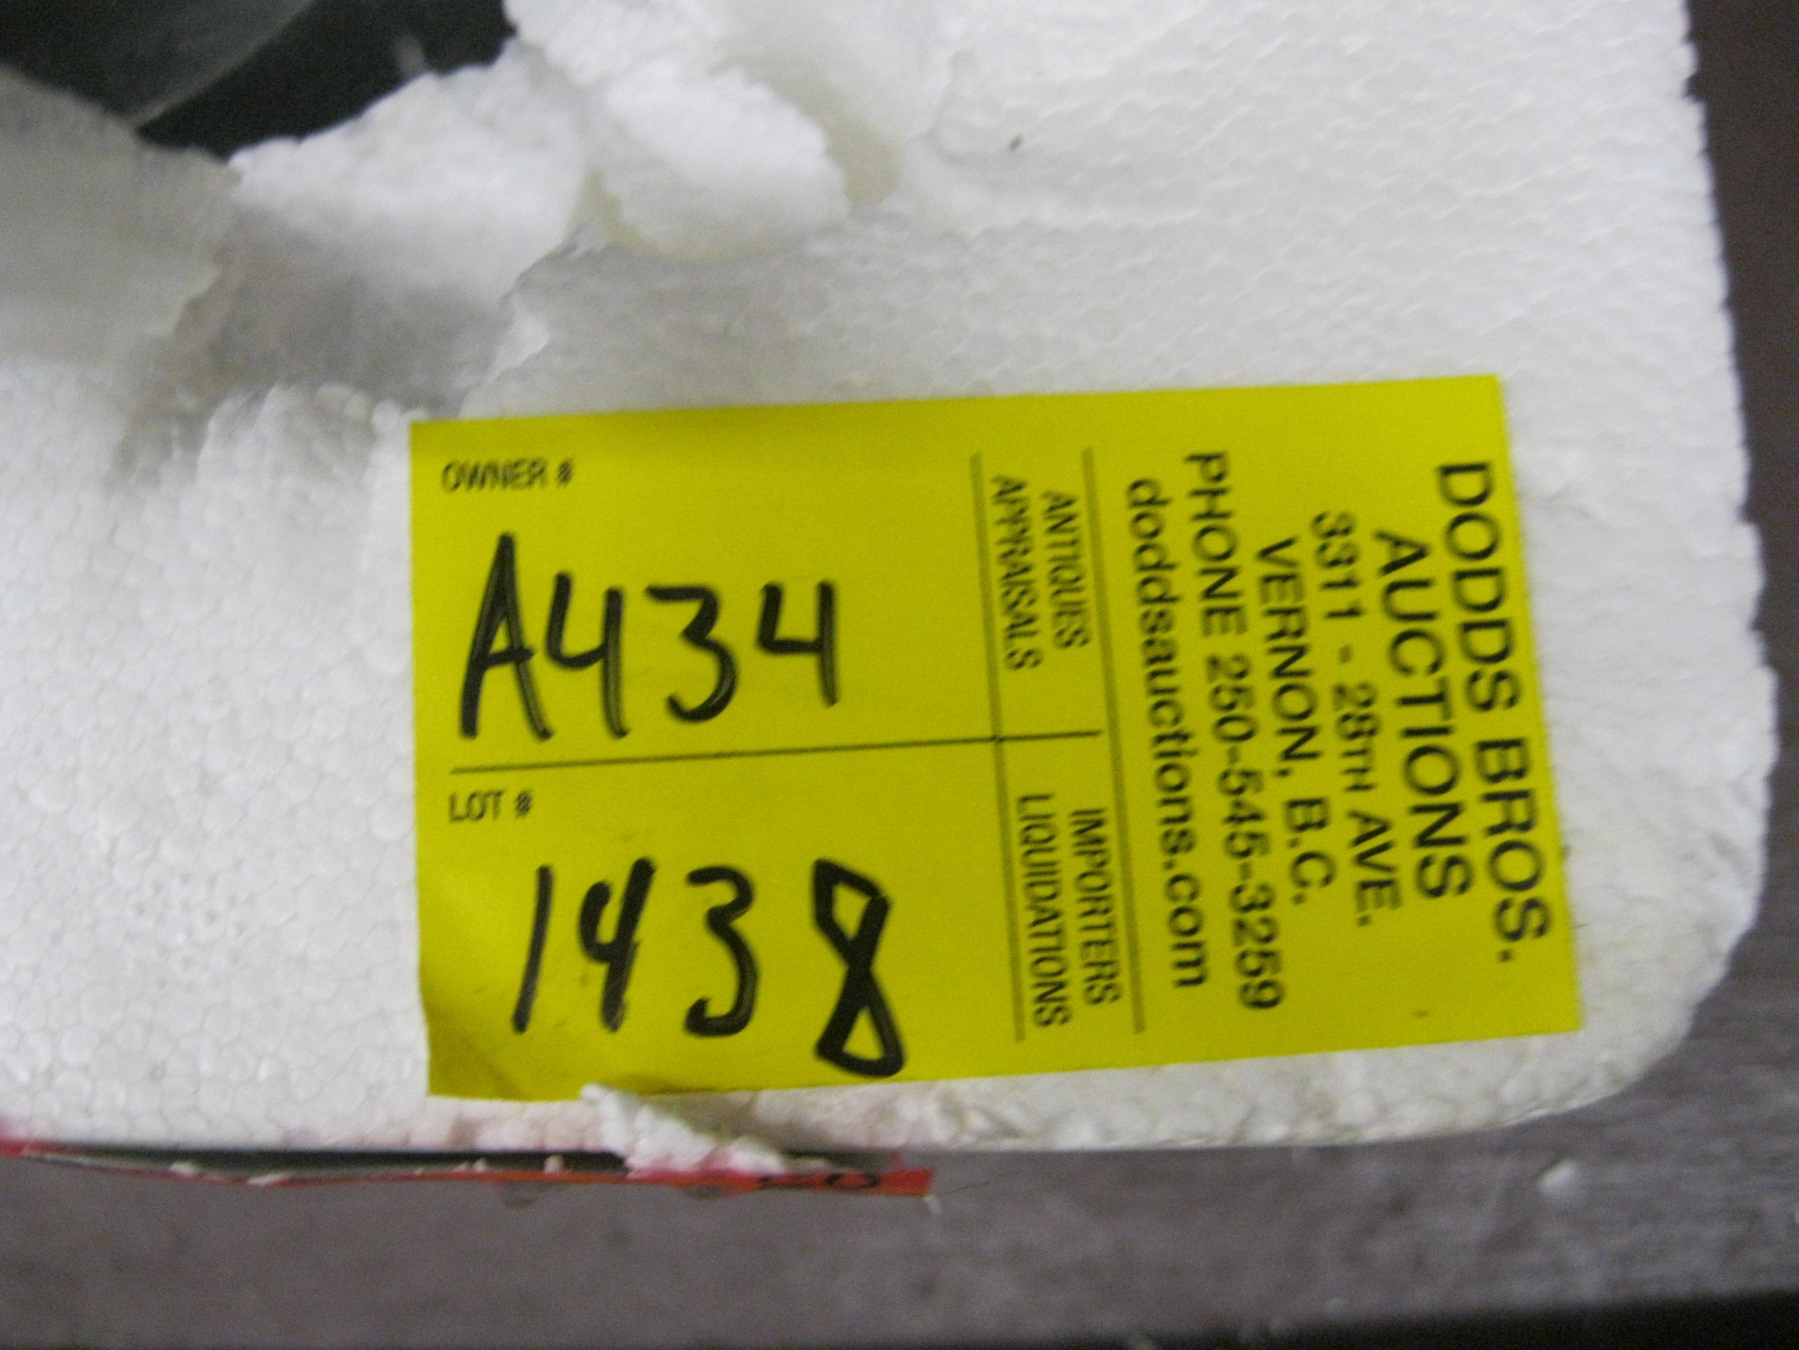 DODDS BROS.
AUCTIONS
3311 - 28TH AVE.
VERNON, B.C.
PHONE 250-545-3259
doddsauctions.com
ANTIQUES
APPRAISALS
IMPORTERS
LIQUIDATIONS
OWNER #
A434
LOT #
1438